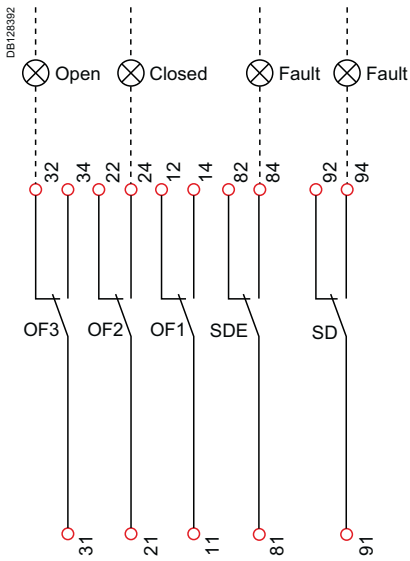 DB128392
Open Closed Fault Fault
32 34 22 24 12 14 82 84 92 94
OF3 OF2 OF1 SDE SD
31 21 11 81 91